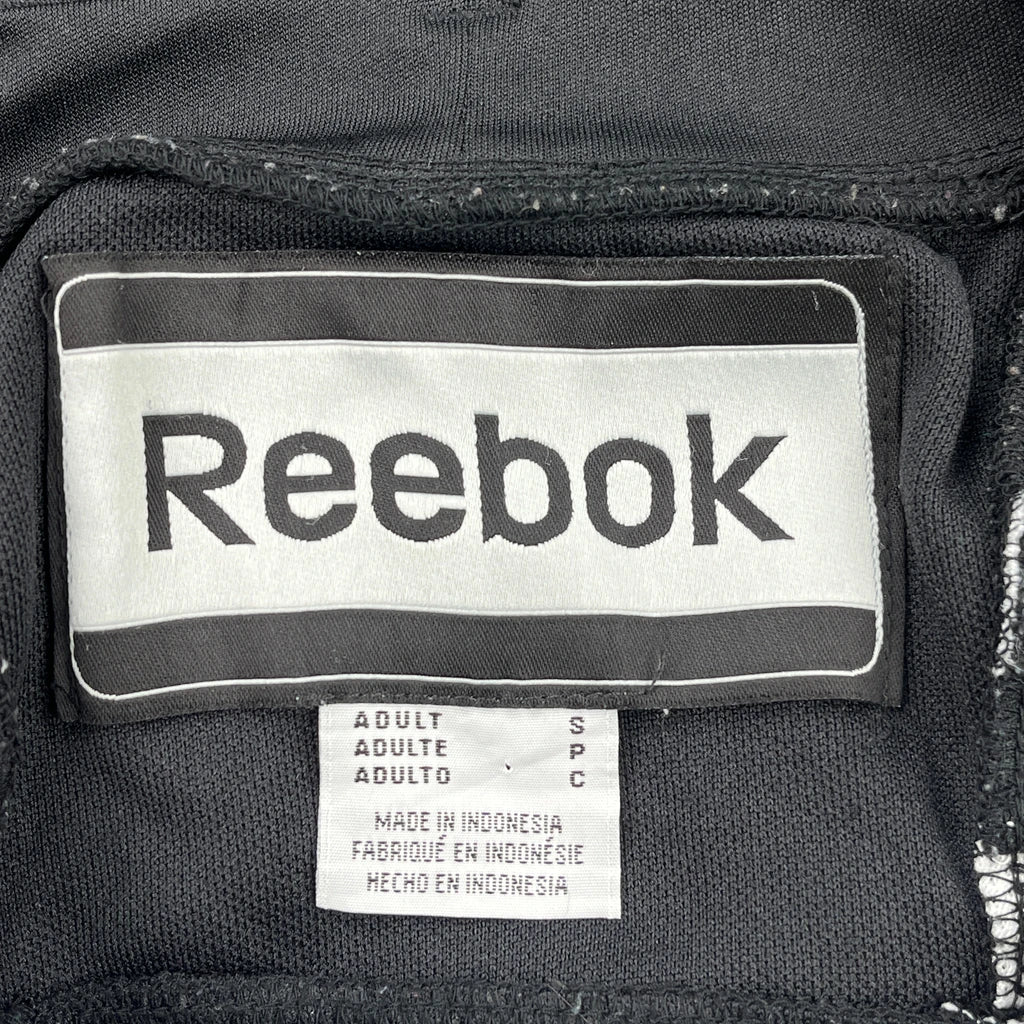 Reebok
ADULT S
ADULTE P
ADULTO C
MADE IN INDONESIA
FABRIQUÉ EN INDONÉSIE
HECHO EN INDONESIA